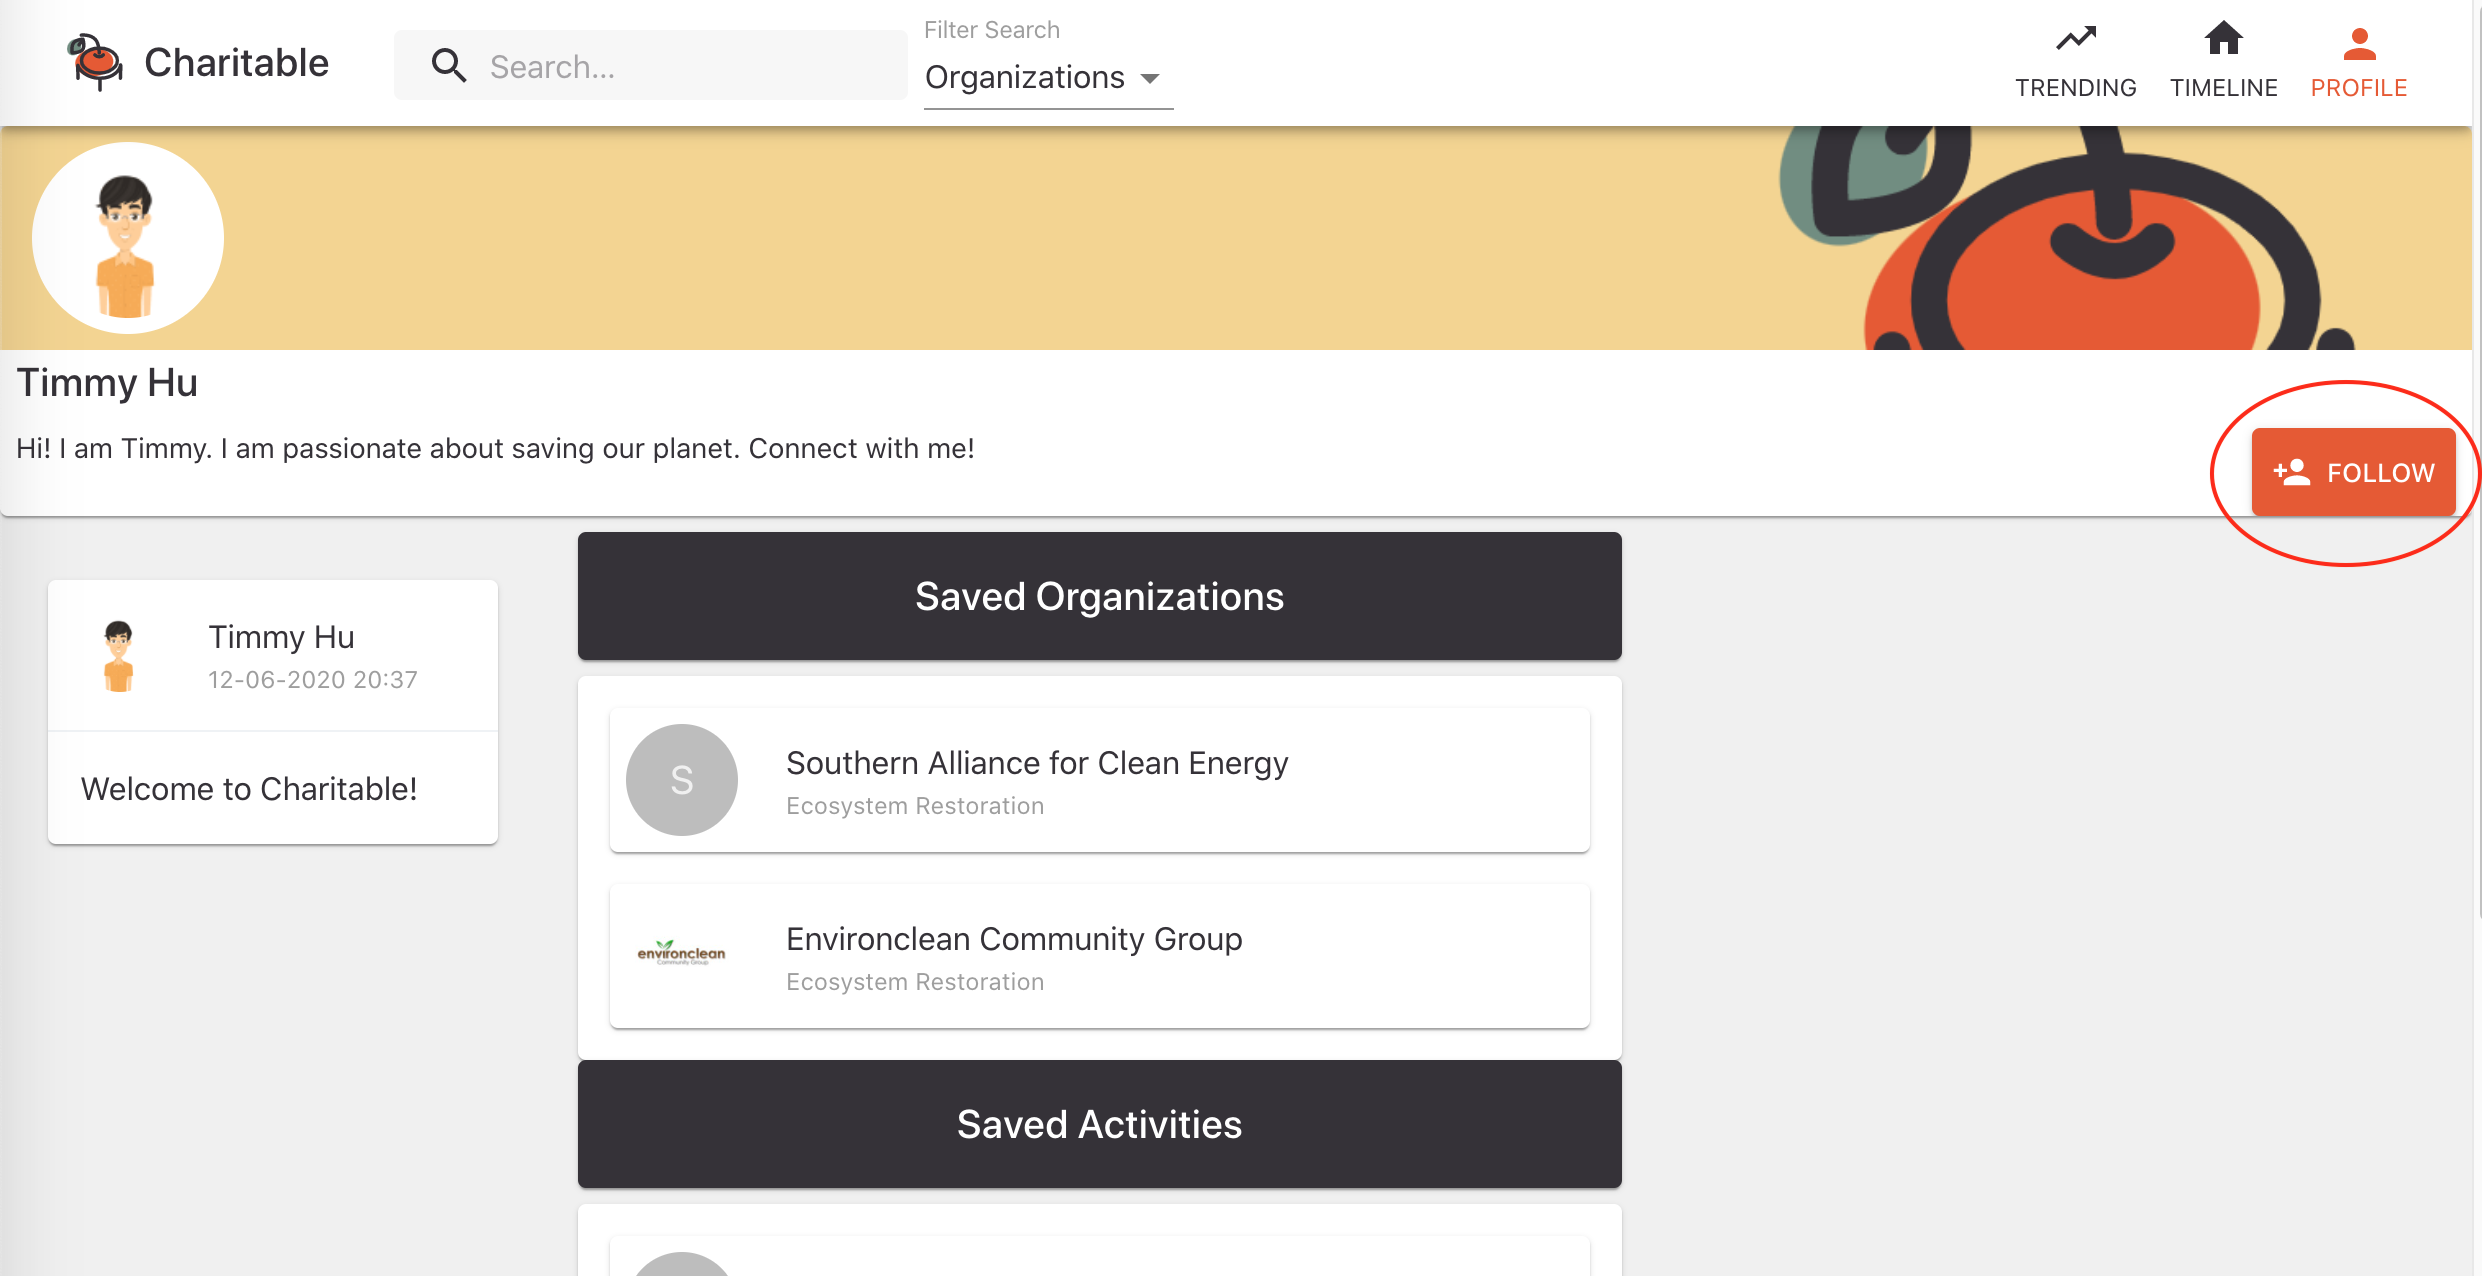 Charitable
Search...
Filter Search
Organizations
TRENDING
TIMELINE
PROFILE
Timmy Hu
Hi! I am Timmy. I am passionate about saving our planet. Connect with me!
FOLLOW
Timmy Hu
12-06-2020 20:37
Welcome to Charitable!
Saved Organizations
S
Southern Alliance for Clean Energy
Ecosystem Restoration
environclean
Community Group
Environclean Community Group
Ecosystem Restoration
Saved Activities